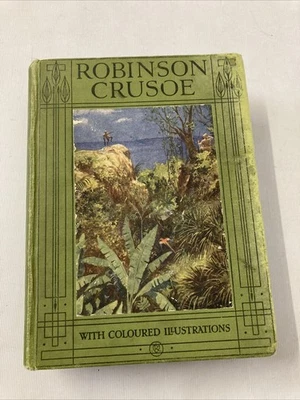 ROBINSON
CRUSOE
WITH COLOURED ILLUSTRATIONS